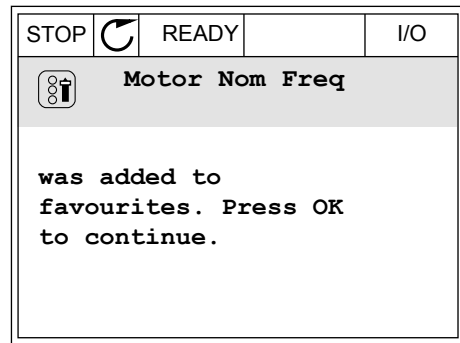 STOP READY I/O
Motor Nom Freq
was added to
favourites. Press OK
to continue.